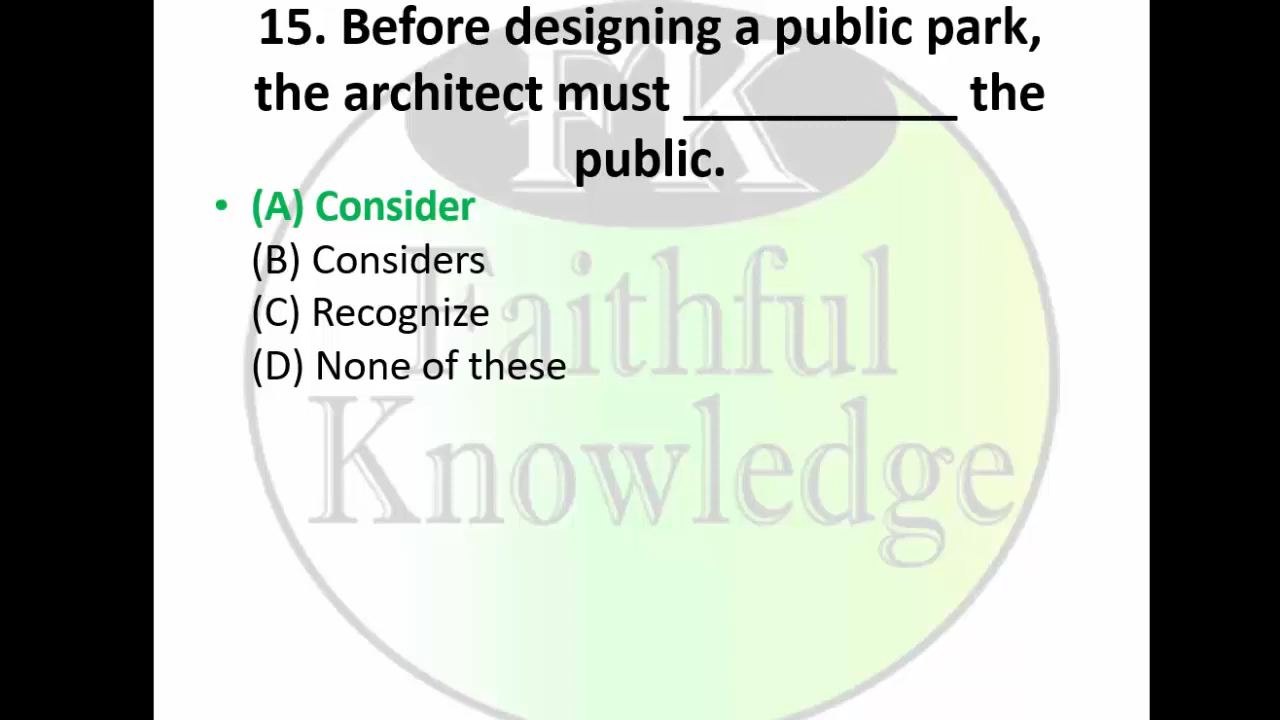 15. Before designing a public park,
the architect must ___________ the
public.
FK
• (A) Consider
(B) Considers
(C) Recognize
(D) None of these
Faithful
Knowledge